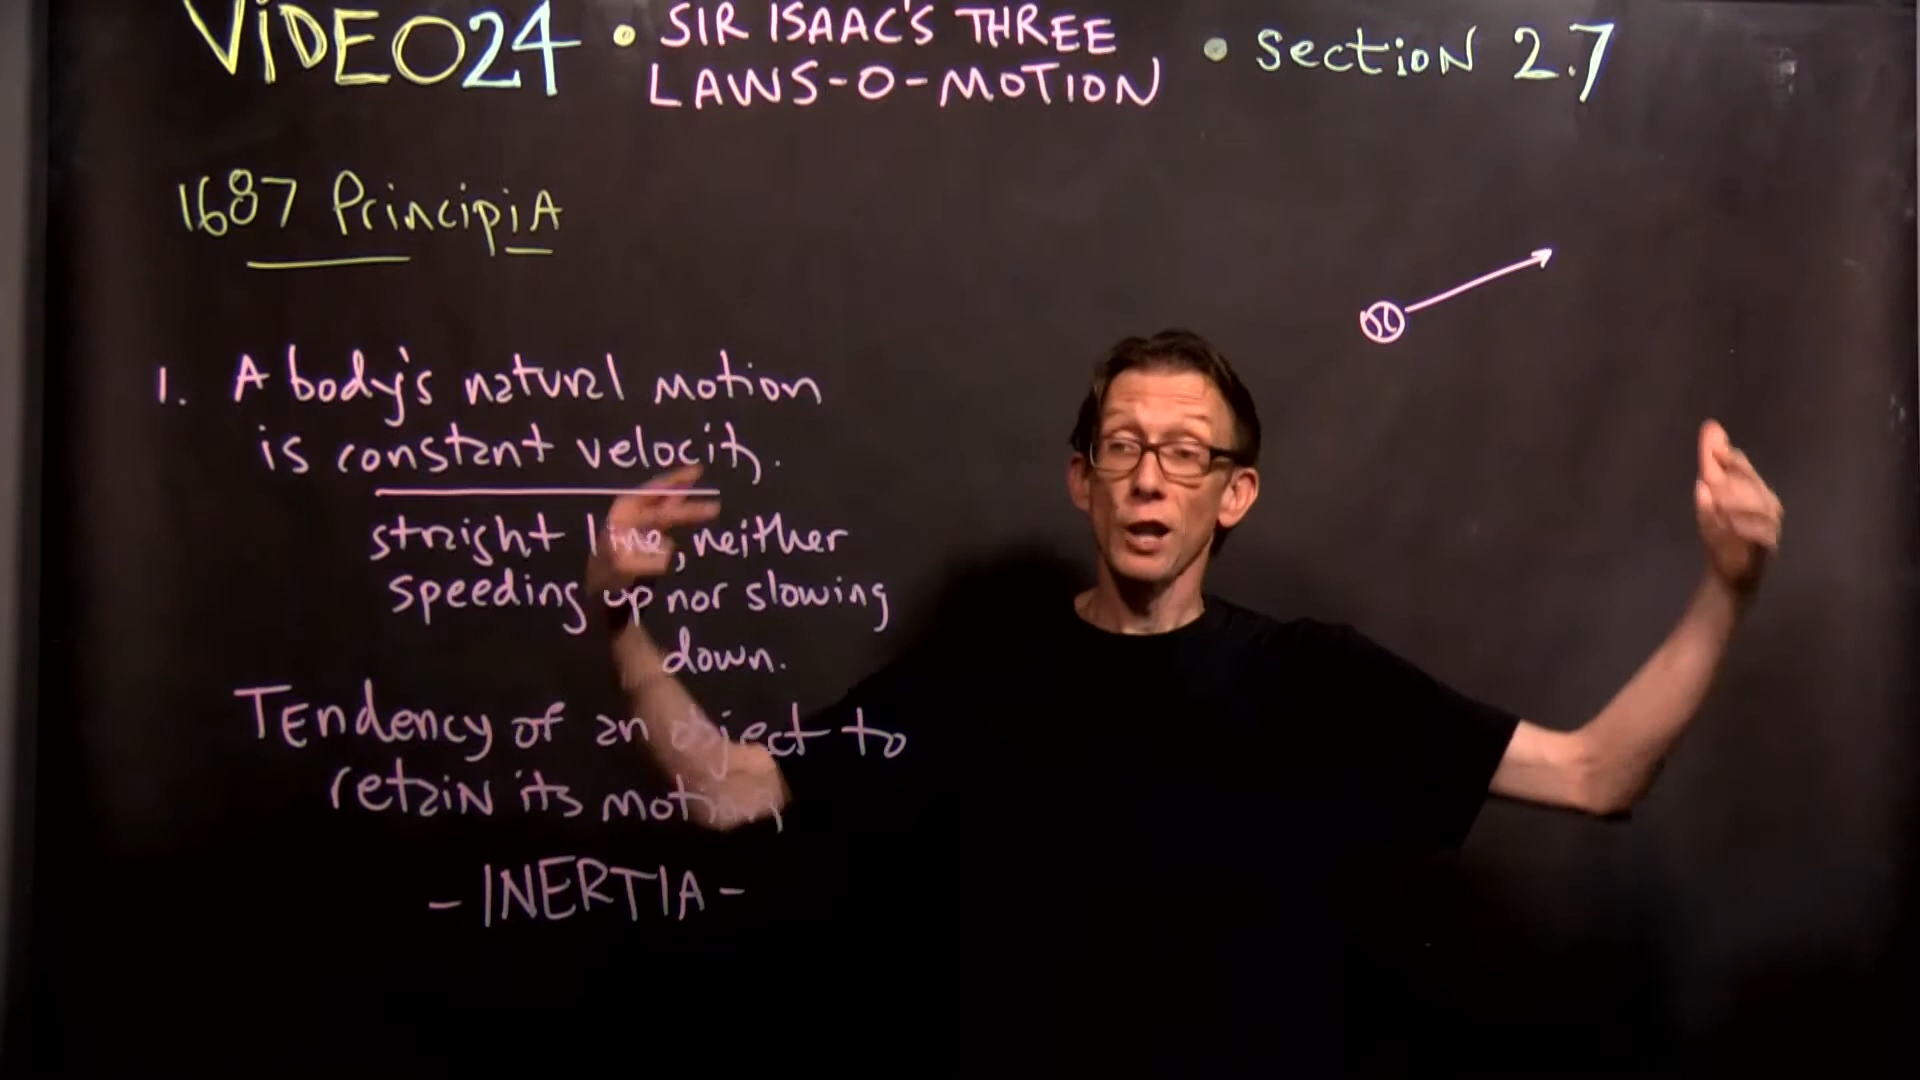 VIDEO24 • SIR ISAAC'S THREE LAWS-O-MOTION • SECTION 2.7
1687 PrincipiA
1. A body's natural motion
is constant velocity.
straight line, neither
speeding up nor slowing
down.
Tendency of an object to
retain its motion
- INERTIA -